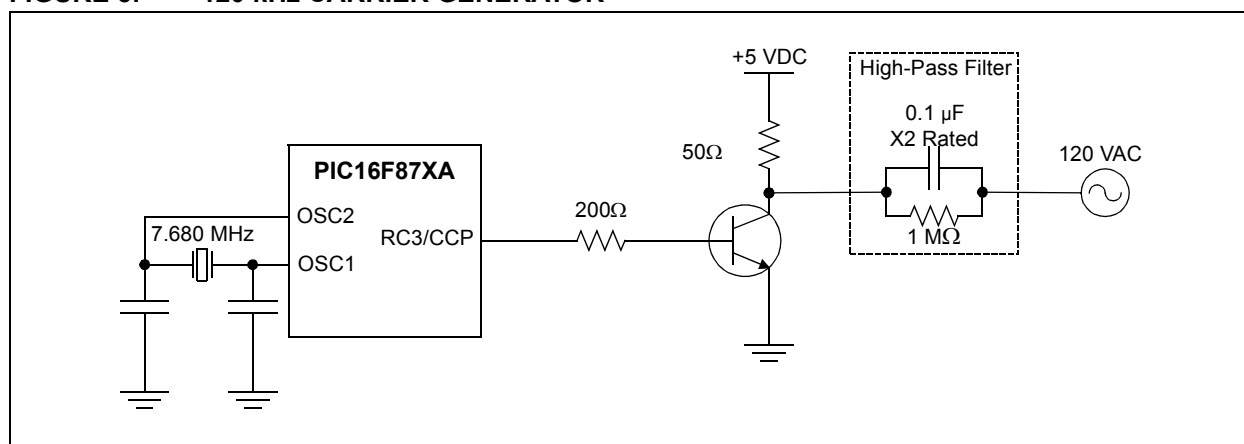 +5 VDC
High-Pass Filter
0.1 µF
X2 Rated
120 VAC
50Ω
PIC16F87XA
OSC2
200Ω
7.680 MHz
RC3/CCP
1 MΩ
OSC1